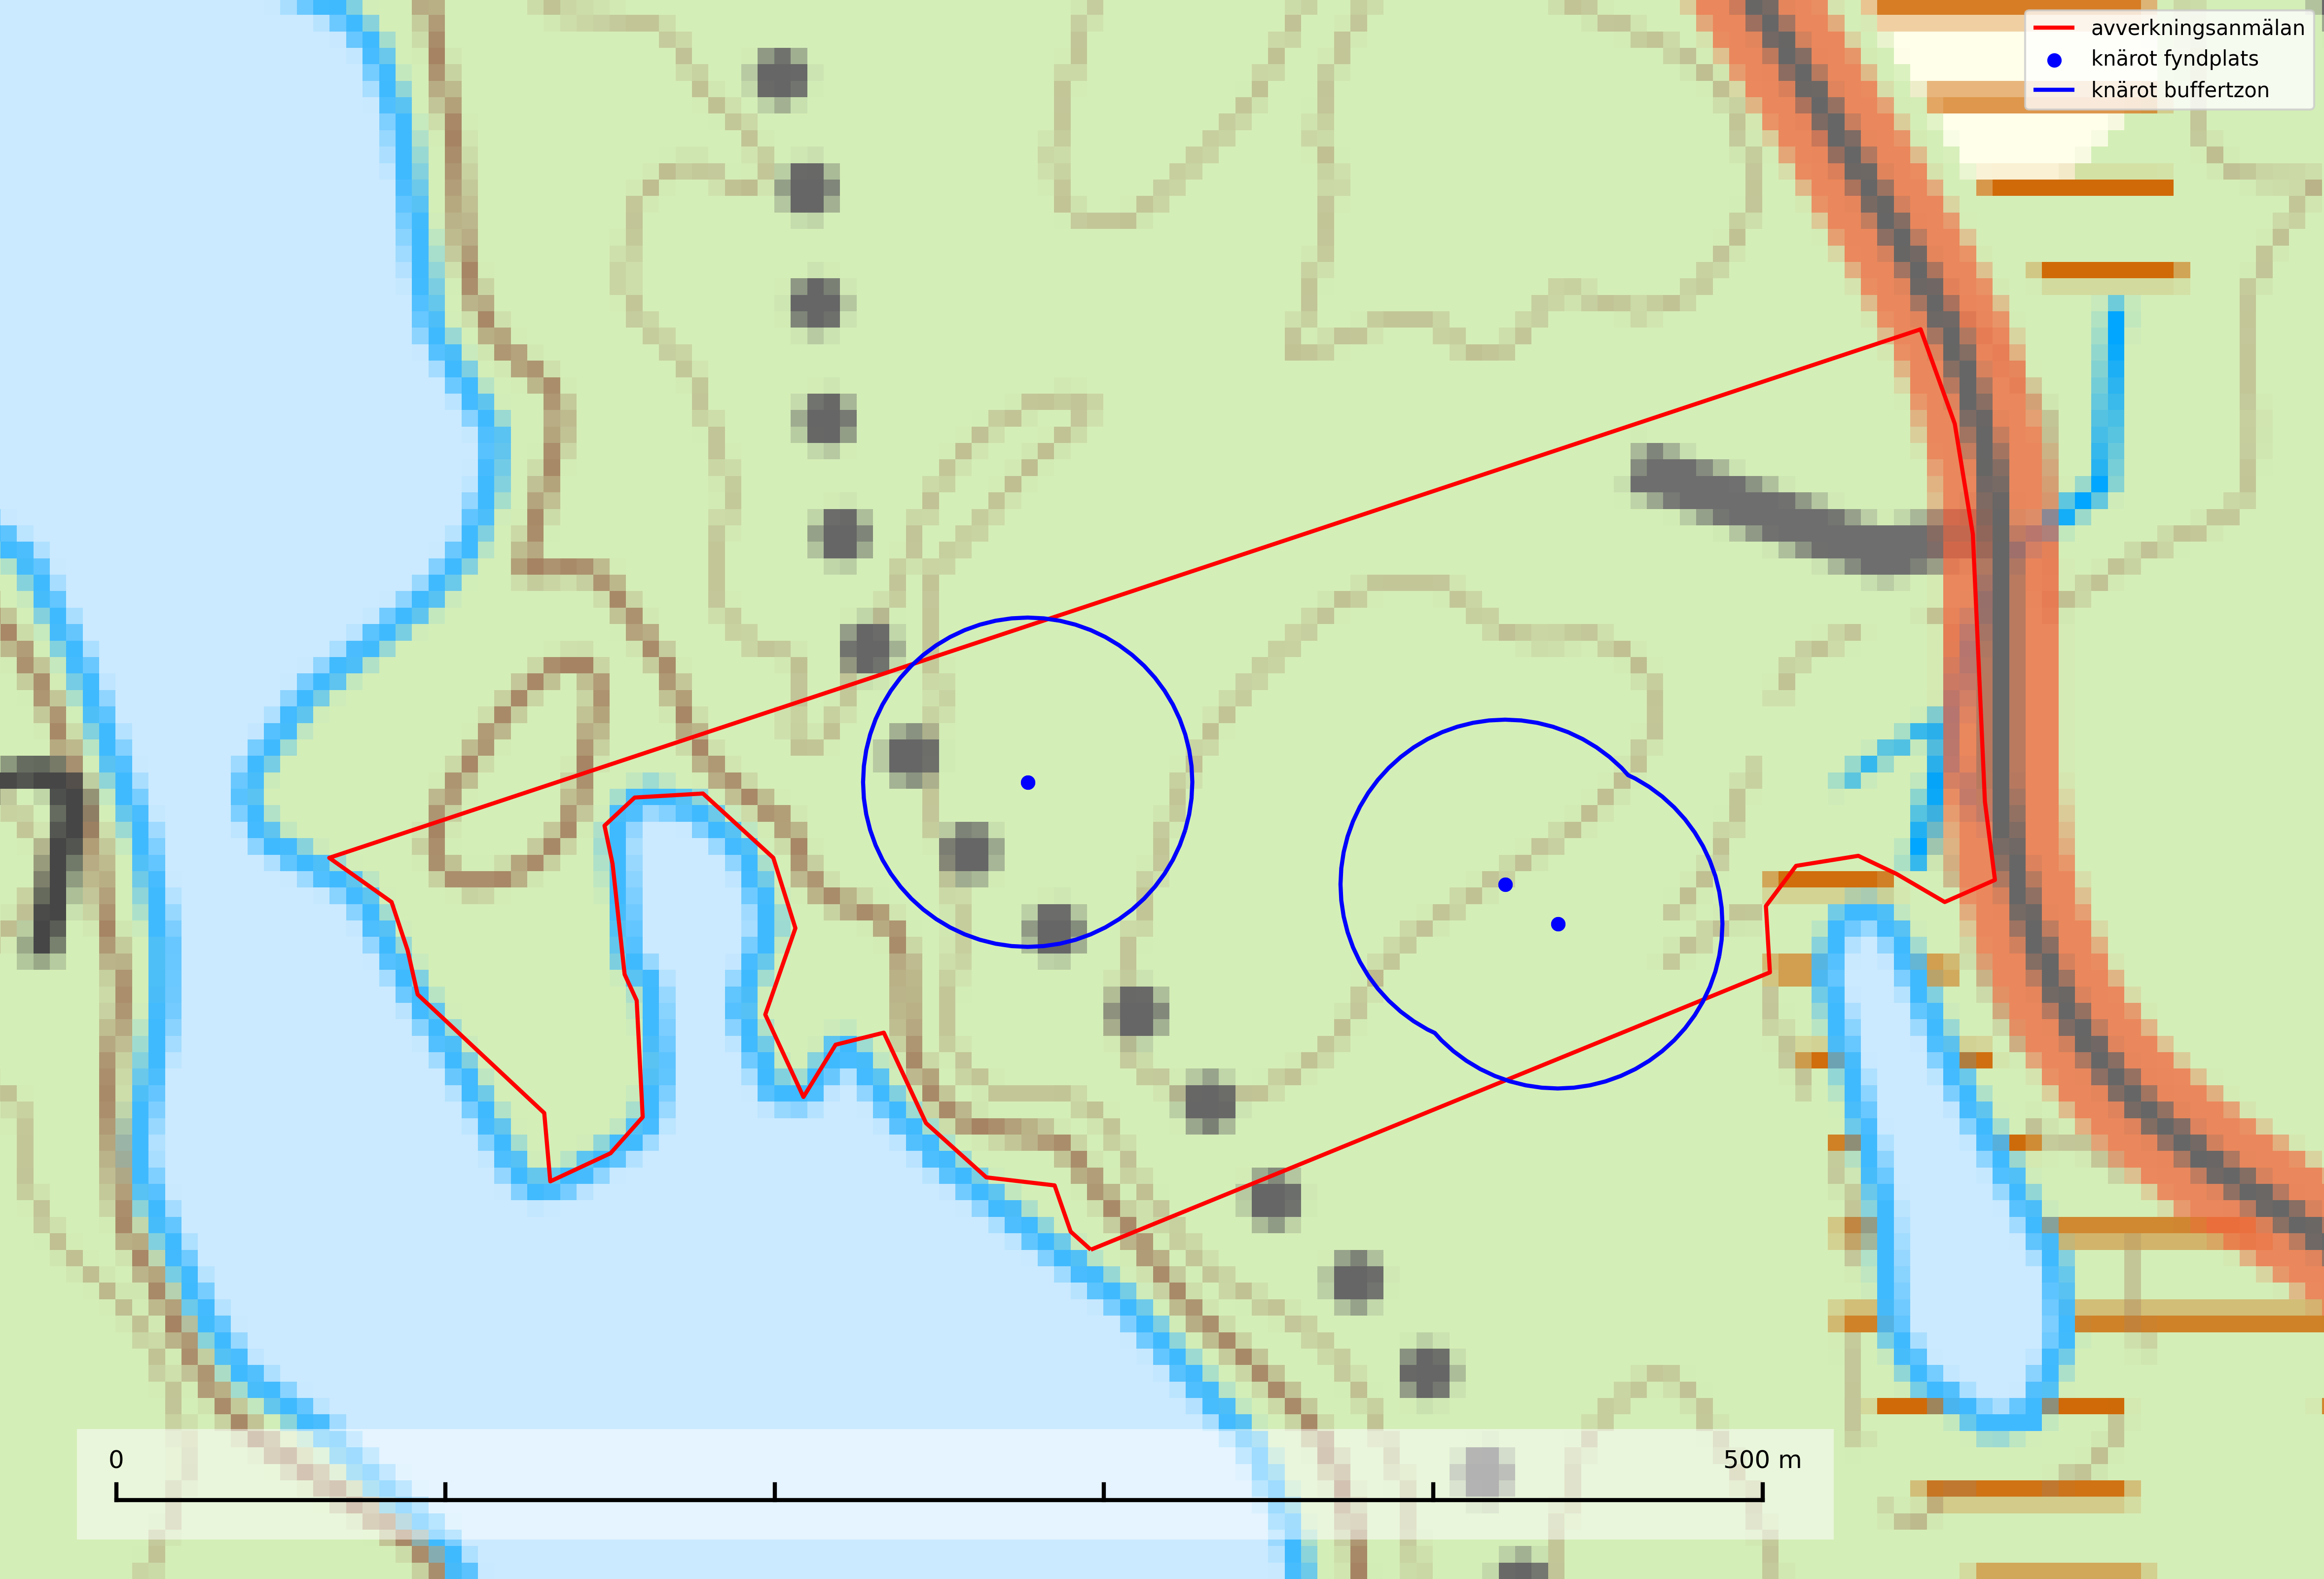 avverkningsanmälan
knärot fyndplats
knärot buffertzon
0 500 m